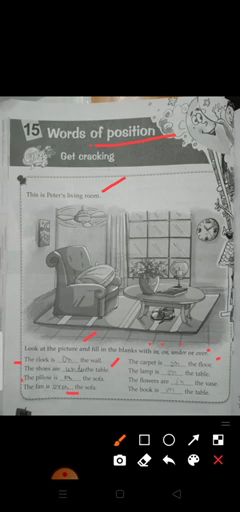 15 Words of position
Get cracking
This is Peter's living room.
Look at the picture and fill in the blanks with in, on, under or over.
The clock is on the wall.
The shoes are under the table.
The pillow is on the sofa.
The fan is over the sofa.
The carpet is on the floor.
The lamp is on the table.
The flowers are in the vase.
The book is on the table.